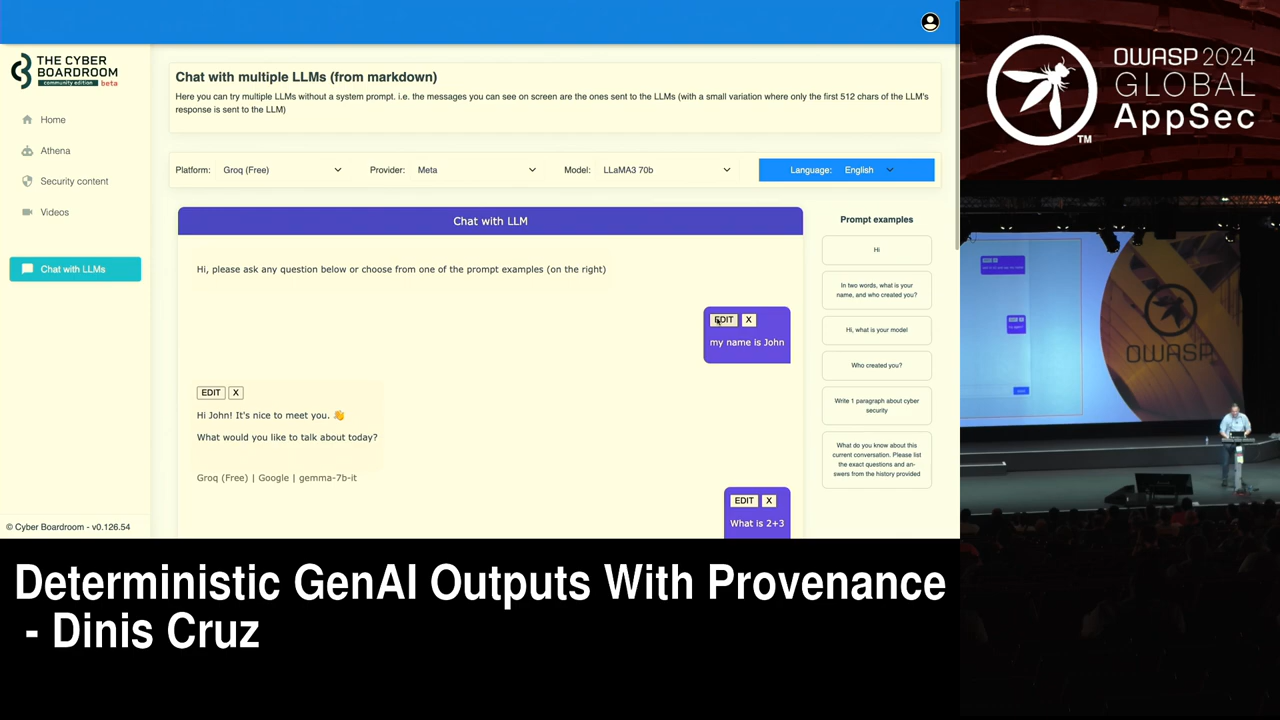 THE CYBER
BOARDROOM
community edition beta
Home
Athena
Security content
Videos
Chat with LLMs
© Cyber Boardroom - v0.126.54
Chat with multiple LLMs (from markdown)
Here you can try multiple LLMs without a system prompt. i.e. the messages you can see on screen are the ones sent to the LLMs (with a small variation where only the first 512 chars of the LLM's
response is sent to the LLM)
Platform: Groq (Free) Provider: Meta Model: LLaMA3 70b Language: English
Chat with LLM
Hi, please ask any question below or choose from one of the prompt examples (on the right)
EDIT X
my name is John
EDIT X
Hi John! It's nice to meet you. 👋
What would you like to talk about today?
Groq (Free) | Google | gemma-7b-it
EDIT X
What is 2+3
Prompt examples
Hi
In two words, what is your
name, and who created you?
Hi, what is your model
Who created you?
Write 1 paragraph about cyber
security
What do you know about this
current conversation. Please list
the exact questions and an-
swers from the history provided
OWASP 2024
GLOBAL
AppSec
TM
OWASP
Deterministic GenAI Outputs With Provenance
- Dinis Cruz